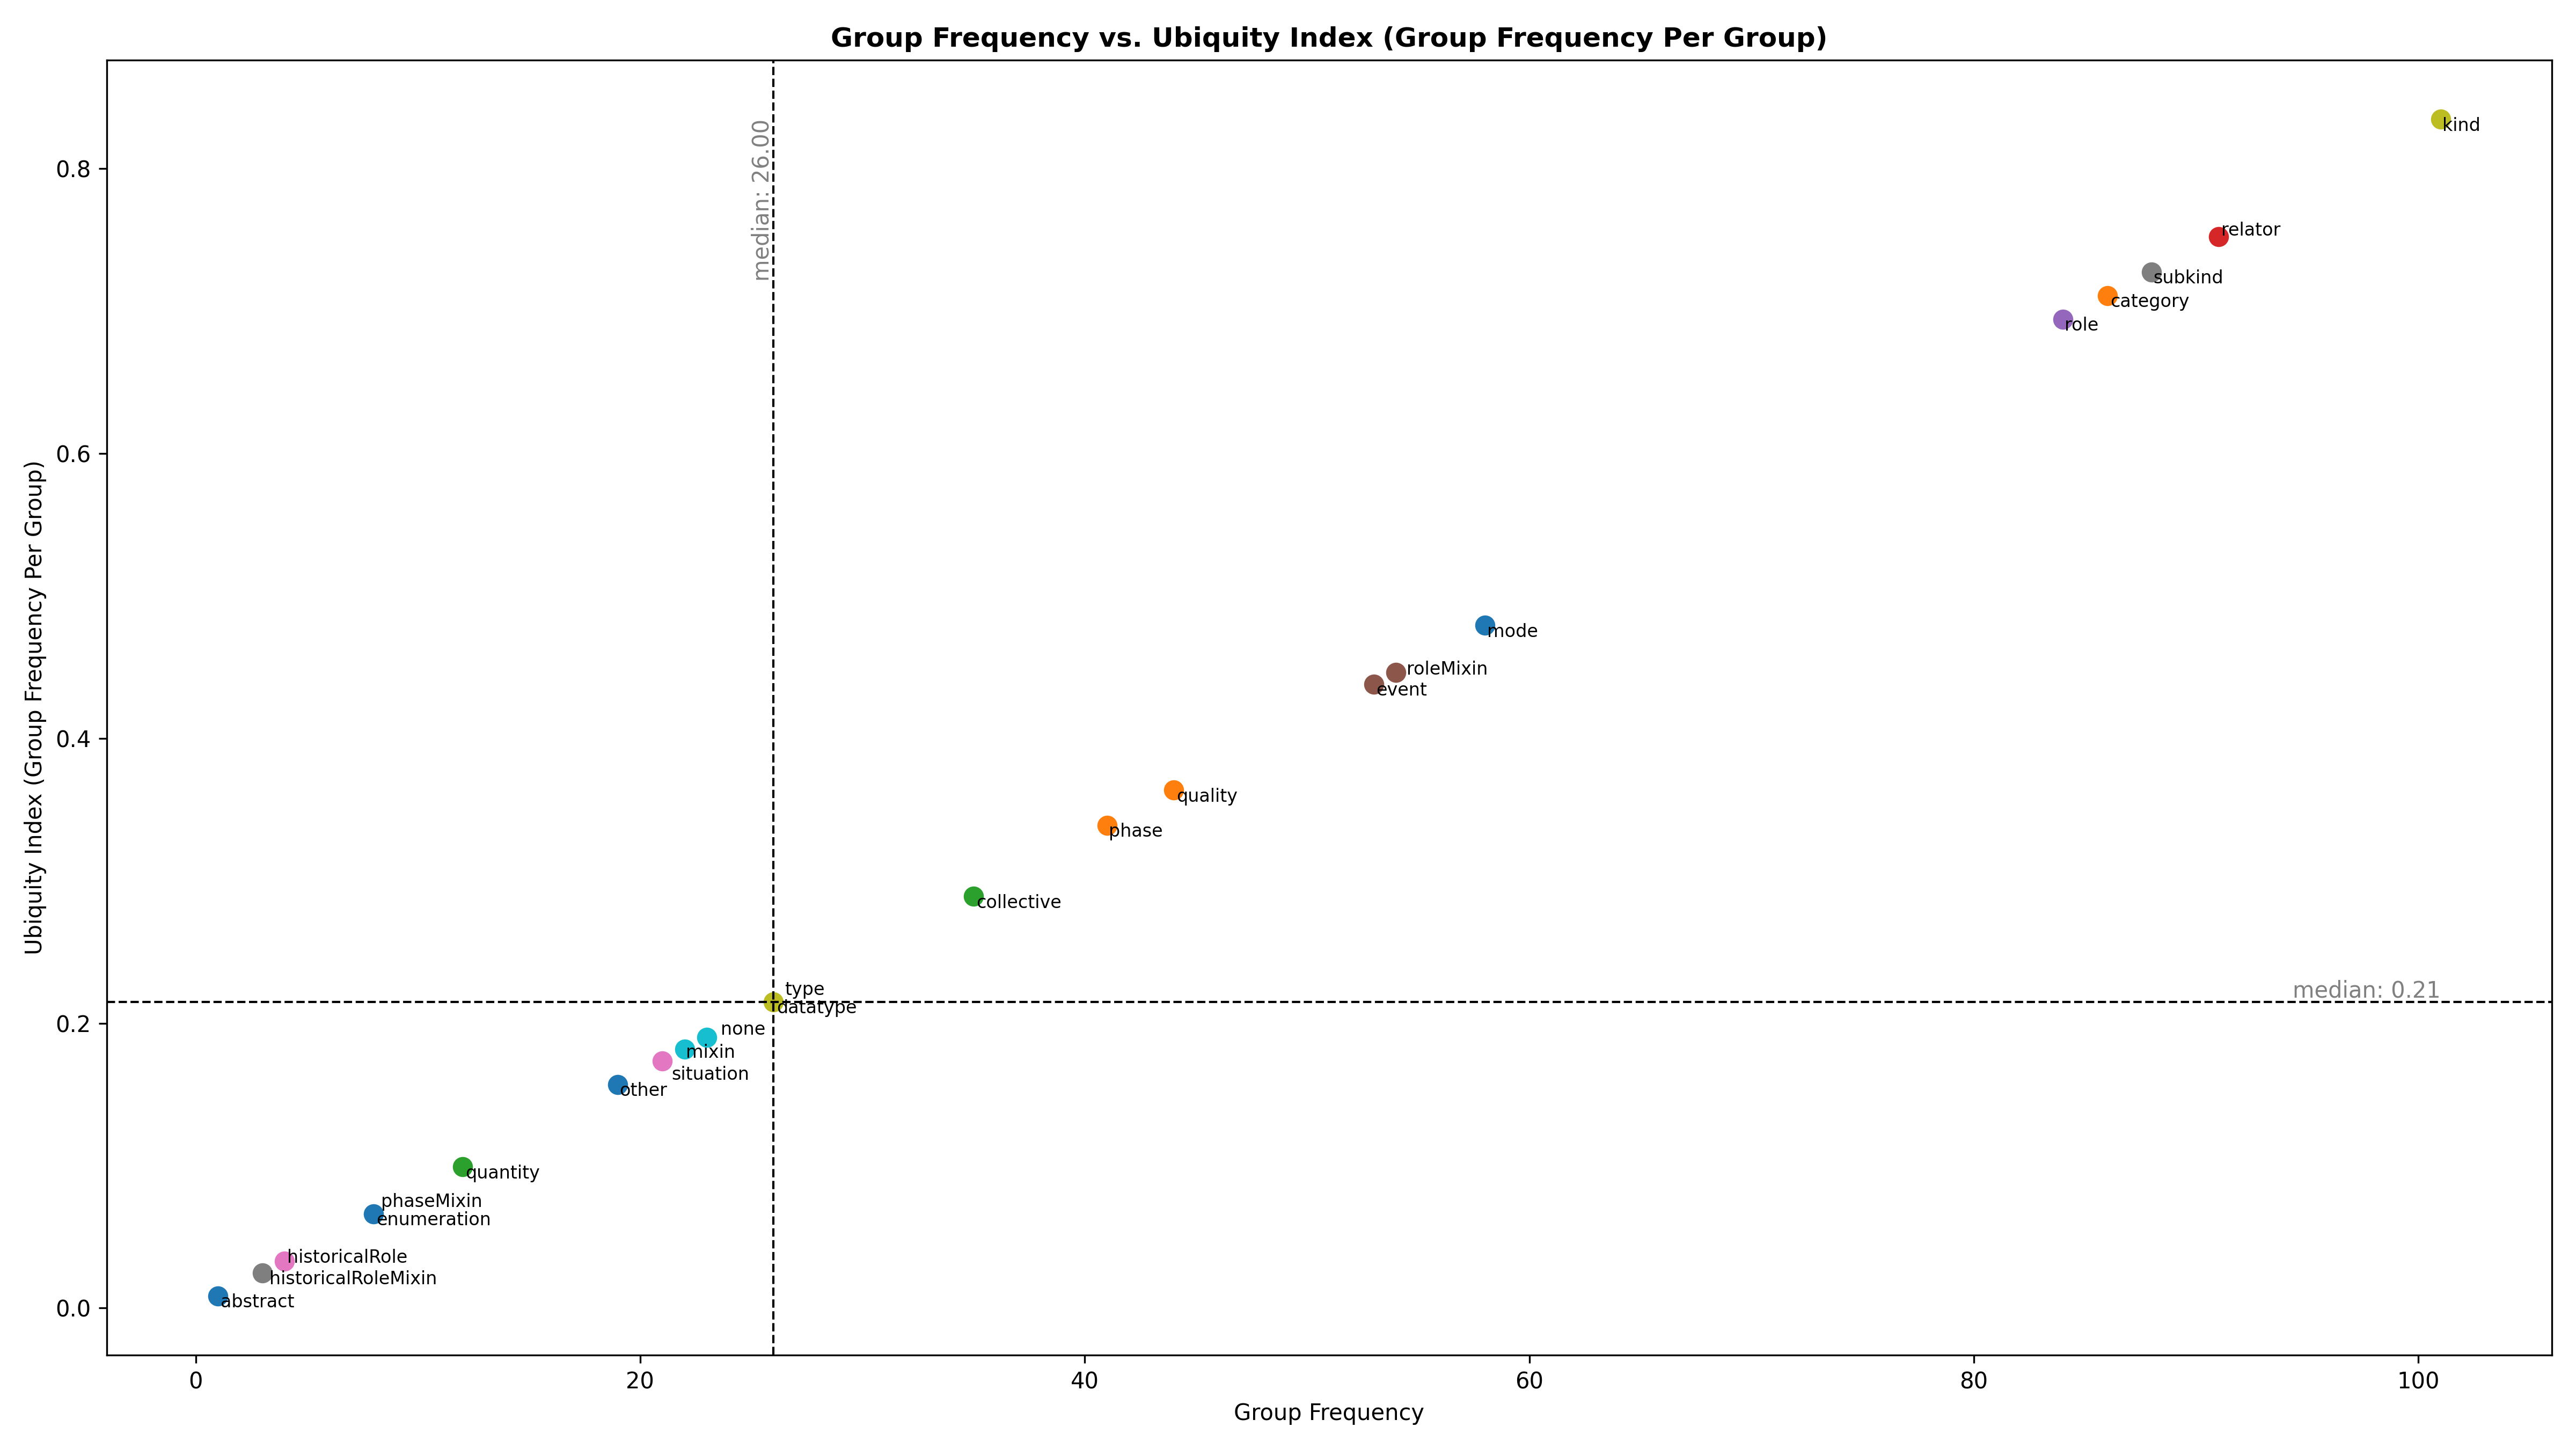 Group Frequency vs. Ubiquity Index (Group Frequency Per Group)
Ubiquity Index (Group Frequency Per Group)
0.8
0.6
0.4
0.2
0.0
median: 26.00
kind
relator
subkind
category
role
mode
roleMixin
event
quality
phase
collective
type
median: 0.21
datatype
none
mixin
situation
other
quantity
phaseMixin
enumeration
historicalRole
historicalRoleMixin
abstract
0 20 40 60 80 100
Group Frequency